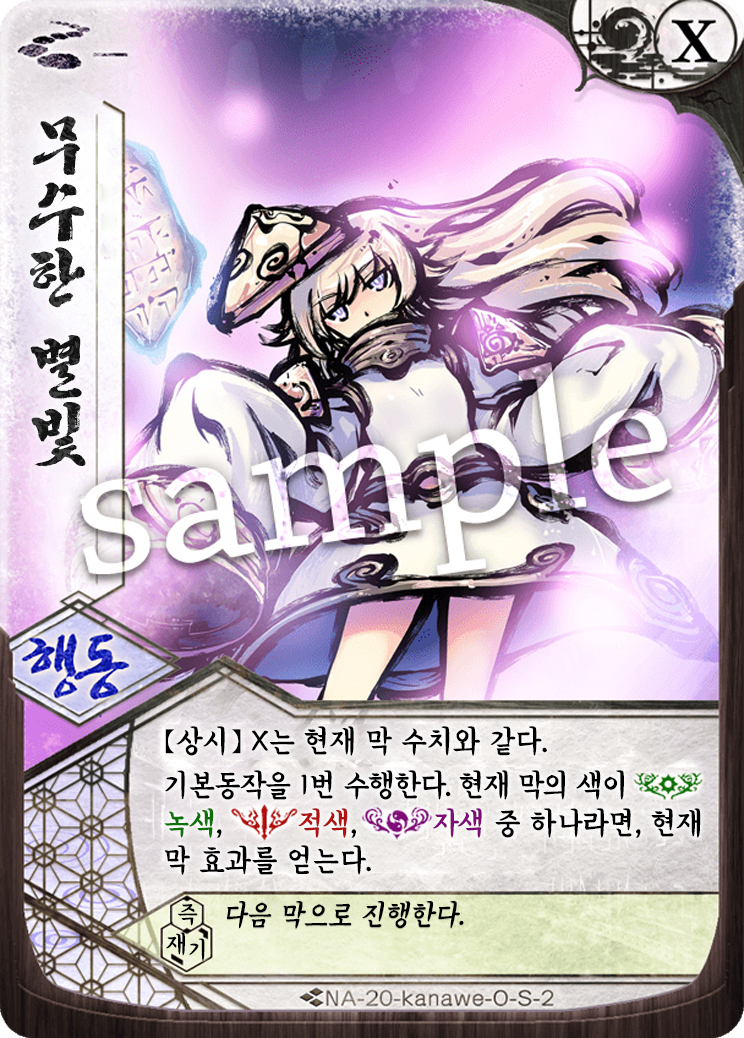 X
무수한 별빛
sample
행동
【상시】 X는 현재 막 수치와 같다.
기본동작을 1번 수행한다. 현재 막의 색이
녹색, 적색, 자색 중 하나라면, 현재
막 효과를 얻는다.
즉
재기
다음 막으로 진행한다.
NA-20-kanawe-O-S-2